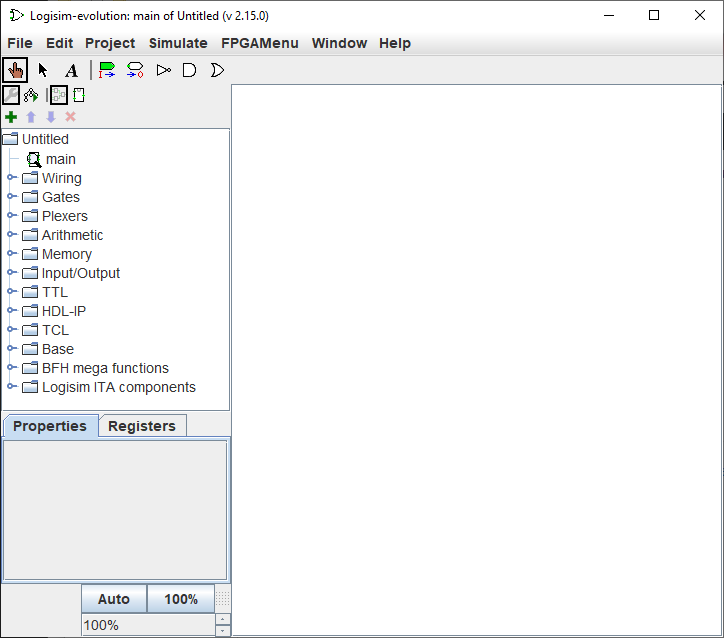 Logisim-evolution: main of Untitled (v 2.15.0)
File Edit Project Simulate FPGAMenu Window Help
A
Untitled
main
Wiring
Gates
Plexers
Arithmetic
Memory
Input/Output
TTL
HDL-IP
TCL
Base
BFH mega functions
Logisim ITA components
Properties Registers
Auto 100%
100%